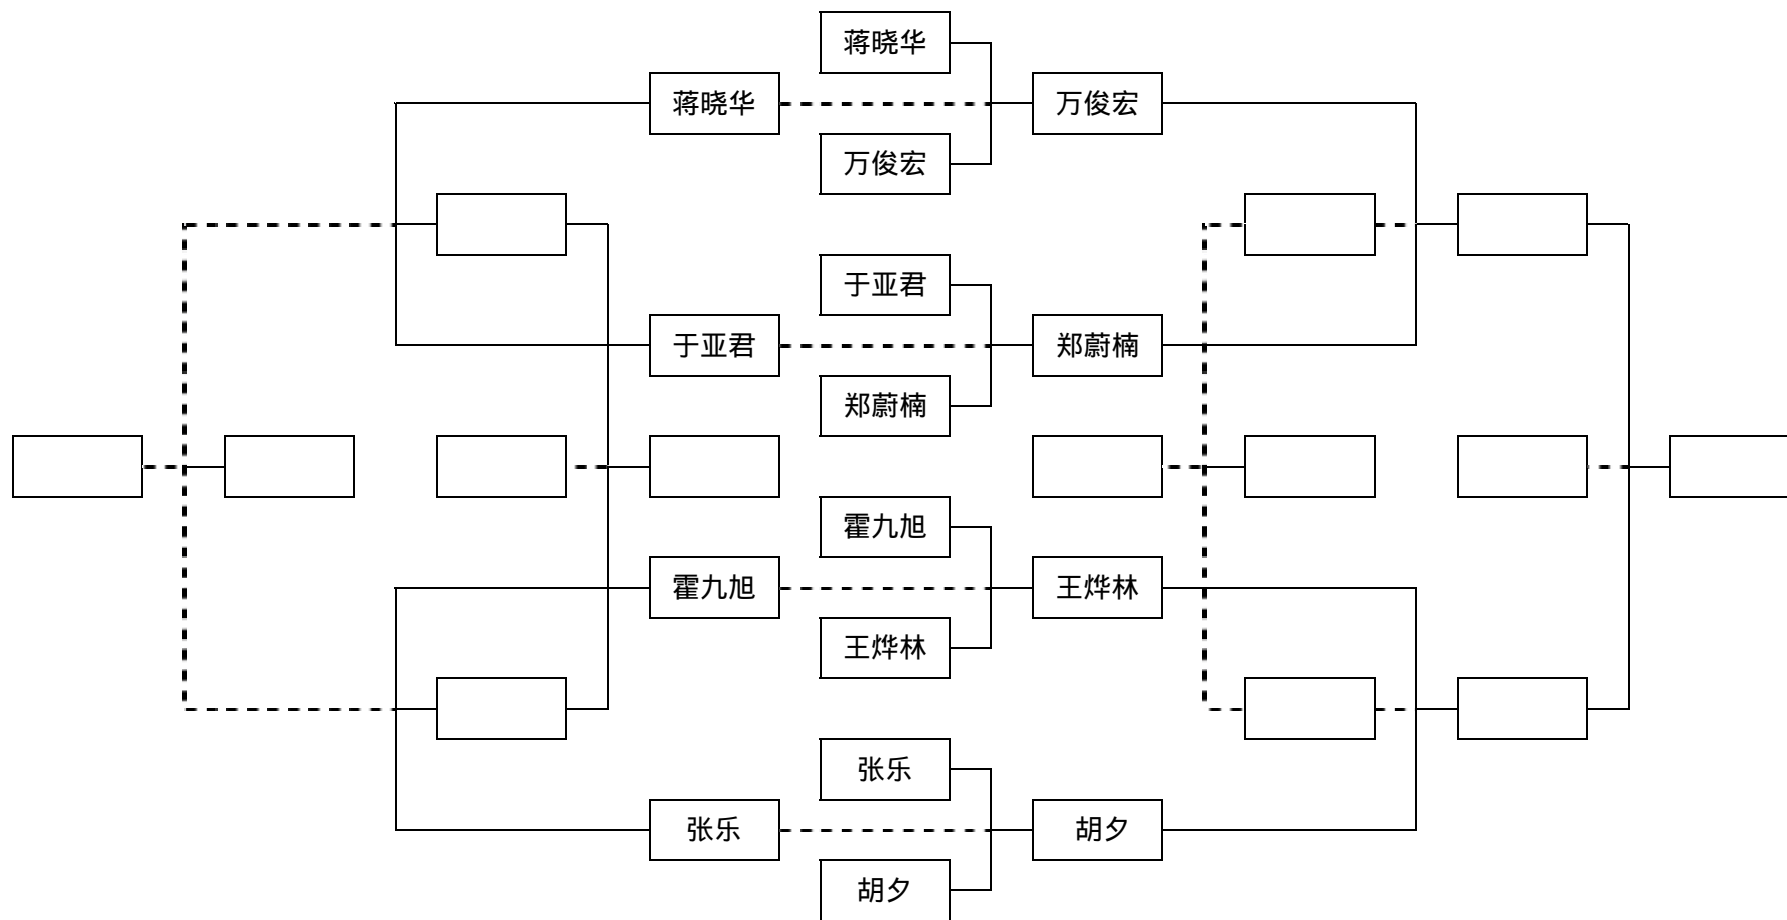 蒋晓华
蒋晓华
万俊宏
万俊宏
于亚君
于亚君
郑蔚楠
郑蔚楠
霍九旭
霍九旭
王烨林
王烨林
张乐
张乐
胡夕
胡夕